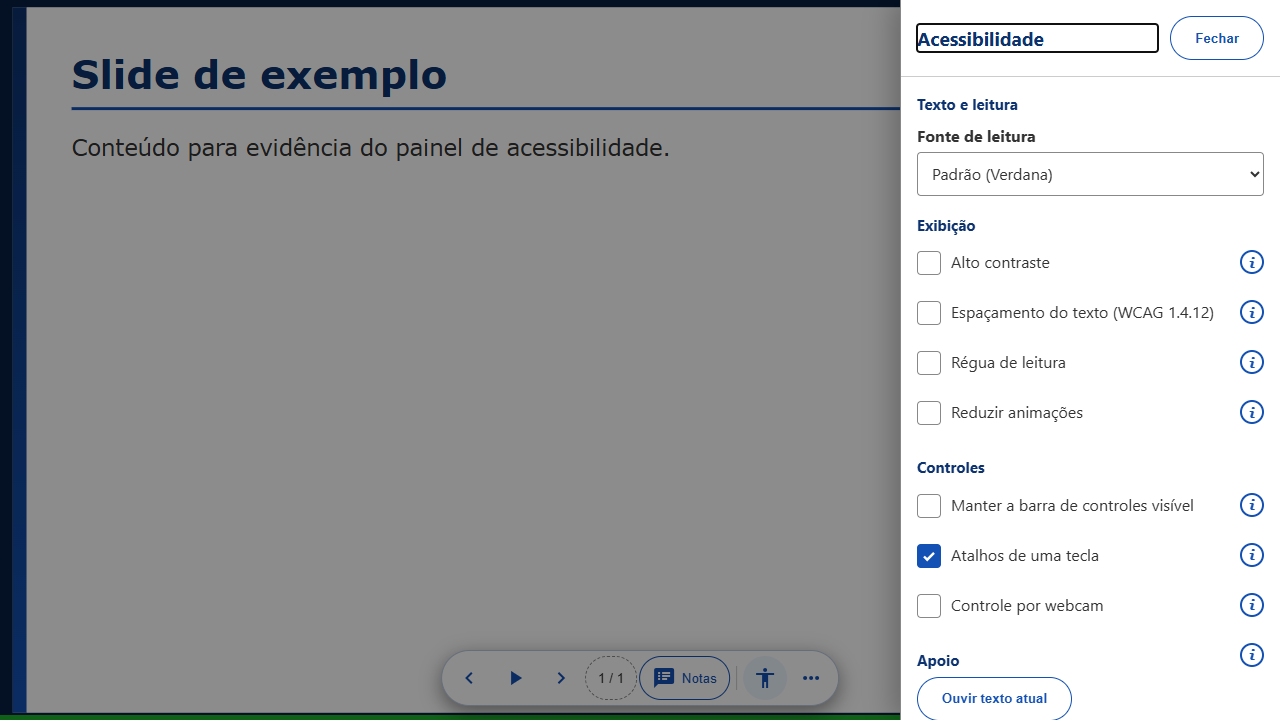 Slide de exemplo
Conteúdo para evidência do painel de acessibilidade.
1 / 1
Notas
Acessibilidade
Fechar
Texto e leitura
Fonte de leitura
Padrão (Verdana)
Exibição
Alto contraste
Espaçamento do texto (WCAG 1.4.12)
Régua de leitura
Reduzir animações
Controles
Manter a barra de controles visível
Atalhos de uma tecla
Controle por webcam
Apoio
Ouvir texto atual